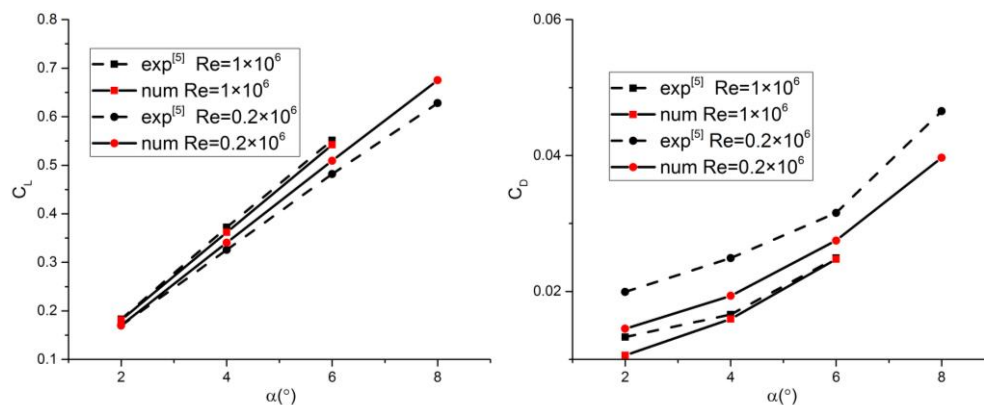 0.8
0.7
0.6
0.5
0.4
0.3
0.2
0.1
C_L
exp[5] Re=1×10^6
num Re=1×10^6
exp[5] Re=0.2×10^6
num Re=0.2×10^6
2 4 6 8
α(°)
0.06
0.04
0.02
C_D
exp[5] Re=1×10^6
num Re=1×10^6
exp[5] Re=0.2×10^6
num Re=0.2×10^6
2 4 6 8
α(°)